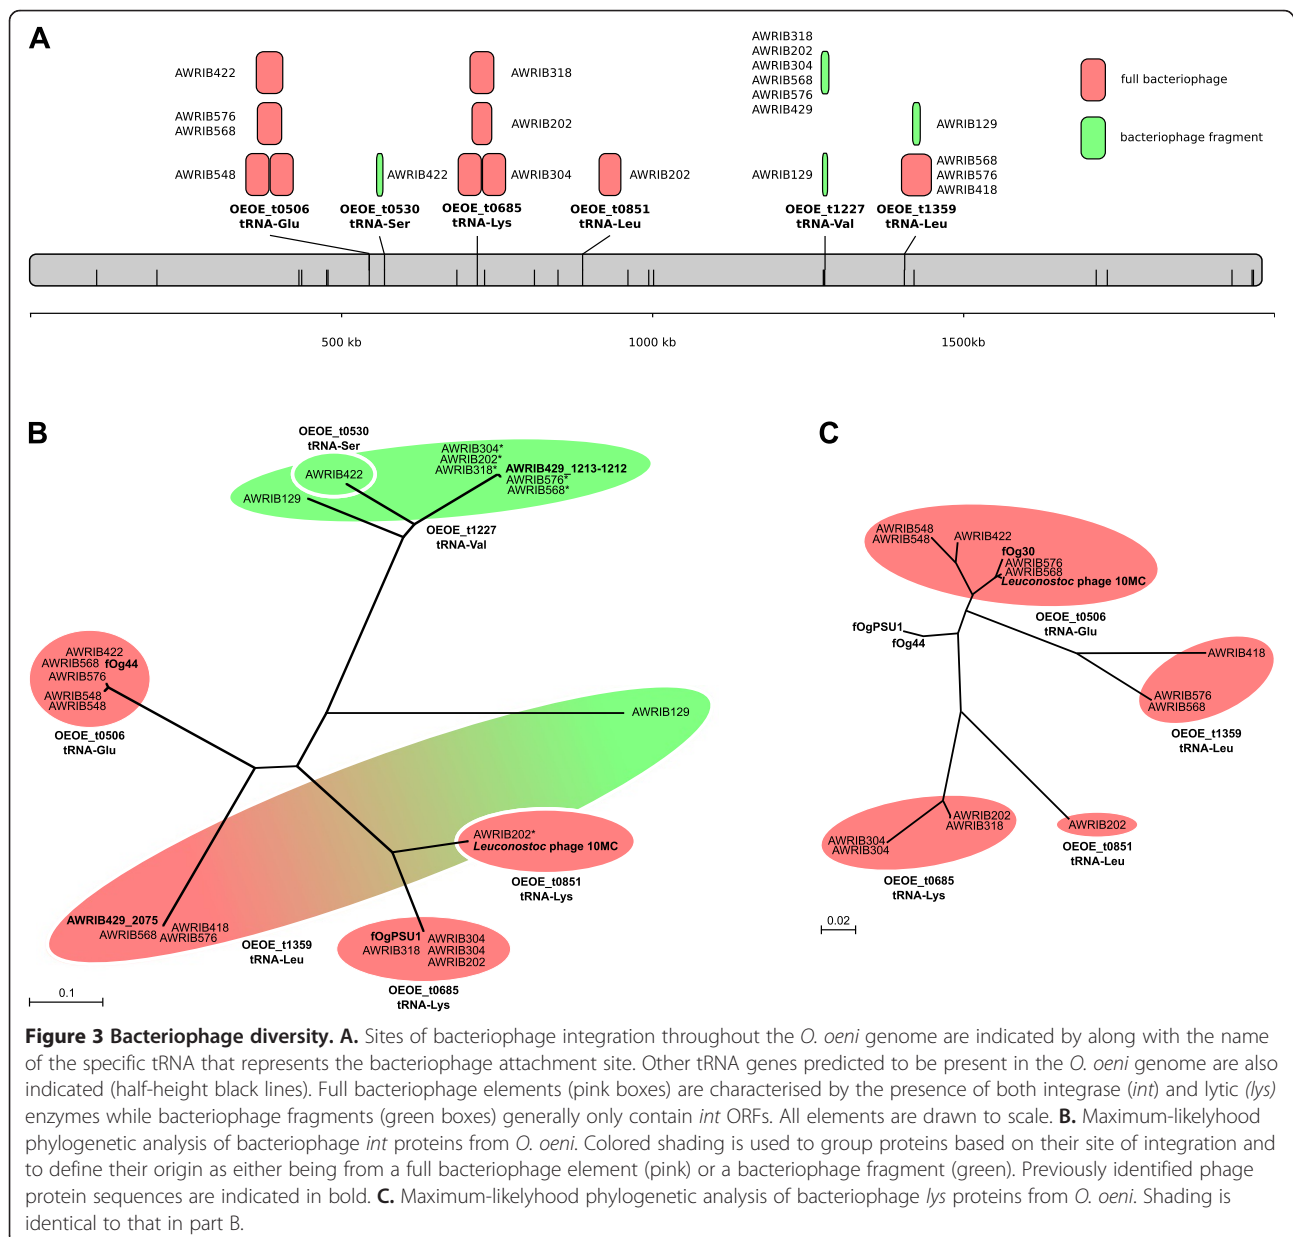 A
AWRIB422
AWRIB576
AWRIB568
AWRIB548
OEOE_t0506
tRNA-Glu
AWRIB422
OEOE_t0530
tRNA-Ser
AWRIB318
AWRIB202
AWRIB304
OEOE_t0685
tRNA-Lys
AWRIB202
OEOE_t0851
tRNA-Leu
AWRIB318
AWRIB202
AWRIB304
AWRIB568
AWRIB576
AWRIB429
AWRIB129
OEOE_t1227
tRNA-Val
AWRIB129
AWRIB568
AWRIB576
AWRIB418
OEOE_t1359
tRNA-Leu
full bacteriophage
bacteriophage fragment
500 kb
1000 kb
1500kb
B
OEOE_t0530
tRNA-Ser
AWRIB422
AWRIB129
AWRIB304*
AWRIB202*
AWRIB318*
AWRIB429_1213-1212
AWRIB576*
AWRIB568*
OEOE_t1227
tRNA-Val
AWRIB422
AWRIB568 fOg44
AWRIB576
AWRIB548
AWRIB548
OEOE_t0506
tRNA-Glu
AWRIB129
AWRIB202*
Leuconostoc phage 10MC
OEOE_t0851
tRNA-Lys
AWRIB429_2075
AWRIB418
AWRIB568
AWRIB576
OEOE_t1359
tRNA-Leu
fOgPSU1
AWRIB318
AWRIB304
AWRIB304
AWRIB202
OEOE_t0685
tRNA-Lys
0.1
C
AWRIB548
AWRIB548
AWRIB422
fOg30
AWRIB576
AWRIB568
Leuconostoc phage 10MC
OEOE_t0506
tRNA-Glu
fOgPSU1
fOg44
AWRIB418
AWRIB576
AWRIB568
OEOE_t1359
tRNA-Leu
AWRIB202
AWRIB318
AWRIB304
AWRIB304
OEOE_t0685
tRNA-Lys
AWRIB202
OEOE_t0851
tRNA-Leu
0.02
Figure 3 Bacteriophage diversity. A. Sites of bacteriophage integration throughout the O. oeni genome are indicated by along with the name
of the specific tRNA that represents the bacteriophage attachment site. Other tRNA genes predicted to be present in the O. oeni genome are also
indicated (half-height black lines). Full bacteriophage elements (pink boxes) are characterised by the presence of both integrase (int) and lytic (lys)
enzymes while bacteriophage fragments (green boxes) generally only contain int ORFs. All elements are drawn to scale. B. Maximum-likelyhood
phylogenetic analysis of bacteriophage int proteins from O. oeni. Colored shading is used to group proteins based on their site of integration and
to define their origin as either being from a full bacteriophage element (pink) or a bacteriophage fragment (green). Previously identified phage
protein sequences are indicated in bold. C. Maximum-likelyhood phylogenetic analysis of bacteriophage lys proteins from O. oeni. Shading is
identical to that in part B.